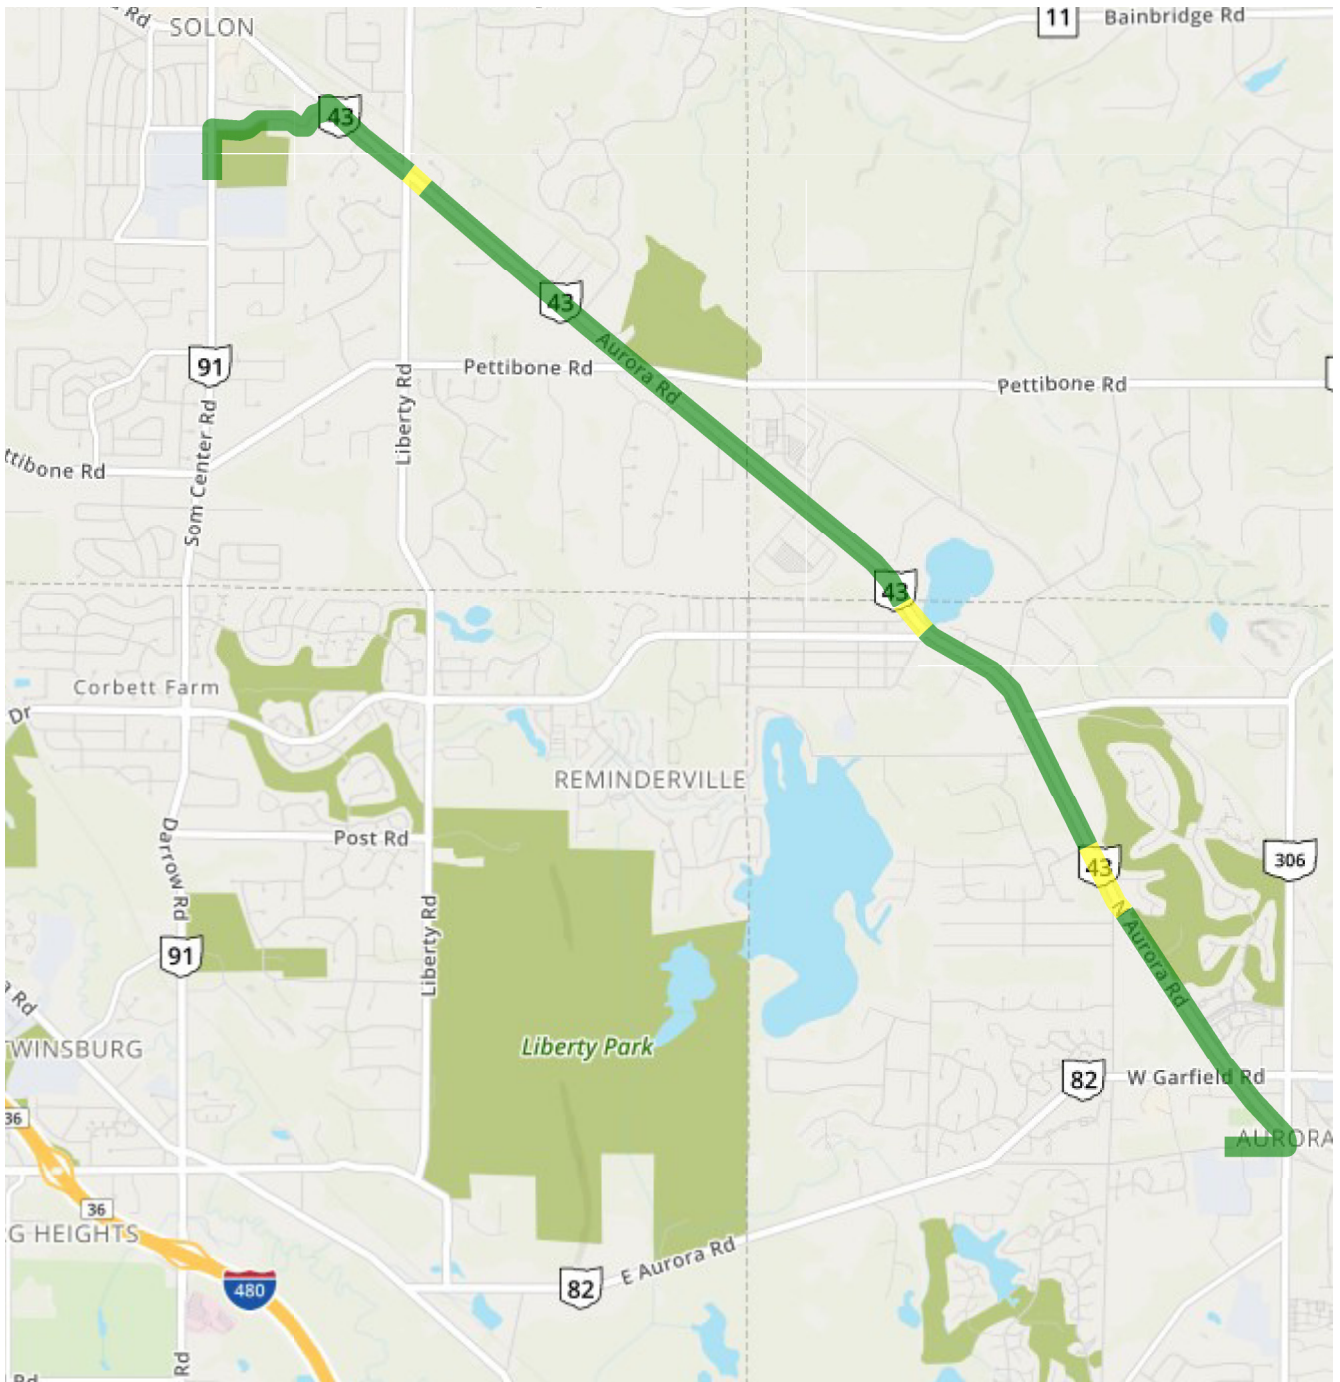 Rd
SOLON
11
Bainbridge Rd
43
43
Aurora Rd
Pettibone Rd
Pettibone Rd
91
Liberty Rd
Som Center Rd
ttibone Rd
43
Corbett Farm
Dr
REMINDERVILLE
Post Rd
Darrow Rd
43
306
Liberty Rd
N Aurora Rd
91
a Rd
Liberty Park
WINSBURG
82
W Garfield Rd
36
AURORA
36
G HEIGHTS
E Aurora Rd
82
480
Rd
Rd